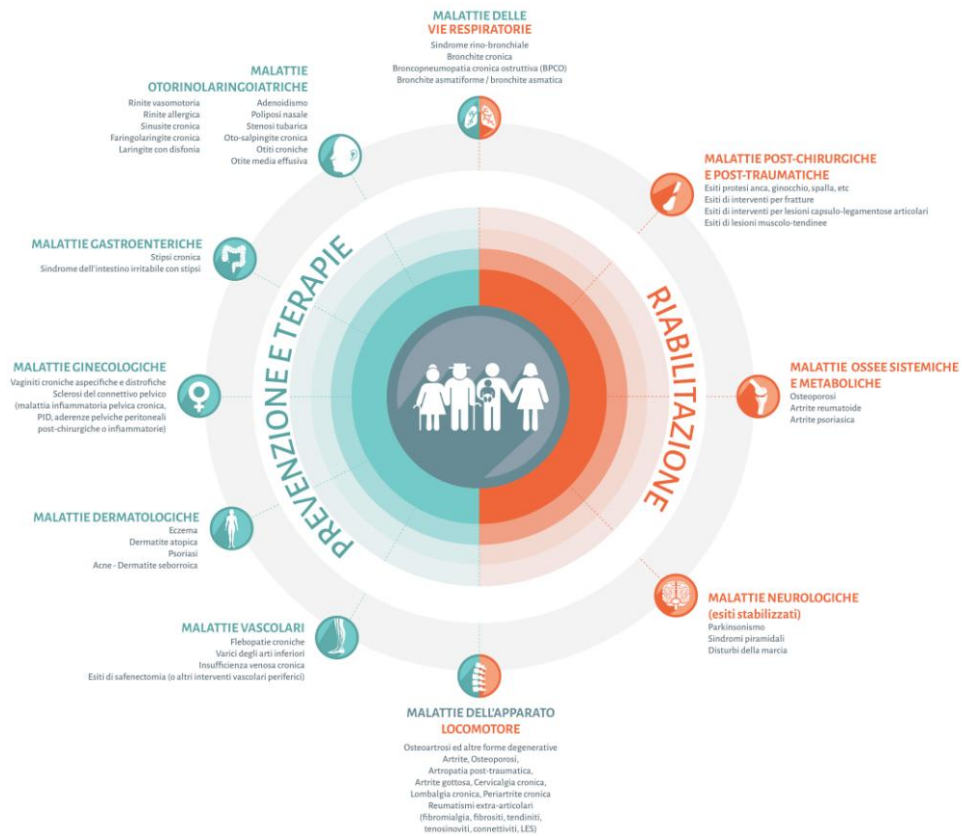 MALATTIE DELLE
VIE RESPIRATORIE
Sindrome rino-bronchiale
Bronchite cronica
Broncopneumopatia cronica ostruttiva (BPCO)
Bronchite asmatiforme / bronchite asmatica
MALATTIE
OTORINOLARINGOIATRICHE
Rinite vasomotoria
Rinite allergica
Sinusite cronica
Faringolaringite cronica
Laringite con disfonia
Adenoidismo
Poliposi nasale
Stenosi tubarica
Oto-salpingite cronica
Otiti croniche
Otite media effusiva
MALATTIE POST-CHIRURGICHE
E POST-TRAUMATICHE
Esiti protesi anca, ginocchio, spalla, etc
Esiti di interventi per fratture
Esiti di interventi per lesioni capsulo-legamentose articolari
Esiti di lesioni muscolo-tendinee
MALATTIE GASTROENTERICHE
Stipsi cronica
Sindrome dell'intestino irritabile con stipsi
PREVENZIONE E TERAPIE
RIABILITAZIONE
MALATTIE GINECOLOGICHE
Vaginiti croniche aspecifiche e distrofiche
Sclerosi del connettivo pelvico
(malattia infiammatoria pelvica cronica,
PID, aderenze pelviche peritoneali
post-chirurgiche o infiammatorie)
MALATTIE OSSEE SISTEMICHE
E METABOLICHE
Osteoporosi
Artrite reumatoide
Artrite psoriasica
MALATTIE DERMATOLOGICHE
Eczema
Dermatite atopica
Psoriasi
Acne - Dermatite seborroica
MALATTIE NEUROLOGICHE
(esiti stabilizzati)
Parkinsonismo
Sindromi piramidali
Disturbi della marcia
MALATTIE VASCOLARI
Flebopatie croniche
Varici degli arti inferiori
Insufficienza venosa cronica
Esiti di safenectomia (o altri interventi vascolari periferici)
MALATTIE DELL'APPARATO
LOCOMOTORE
Osteoartrosi ed altre forme degenerative
Artrite, Osteoporosi,
Artropatia post-traumatica,
Artrite gottosa, Cervicalgia cronica,
Lombalgia cronica, Periartrite cronica
Reumatismi extra-articolari
(fibromialgia, fibrositi, tendiniti,
tenosinoviti, connettiviti, LES)